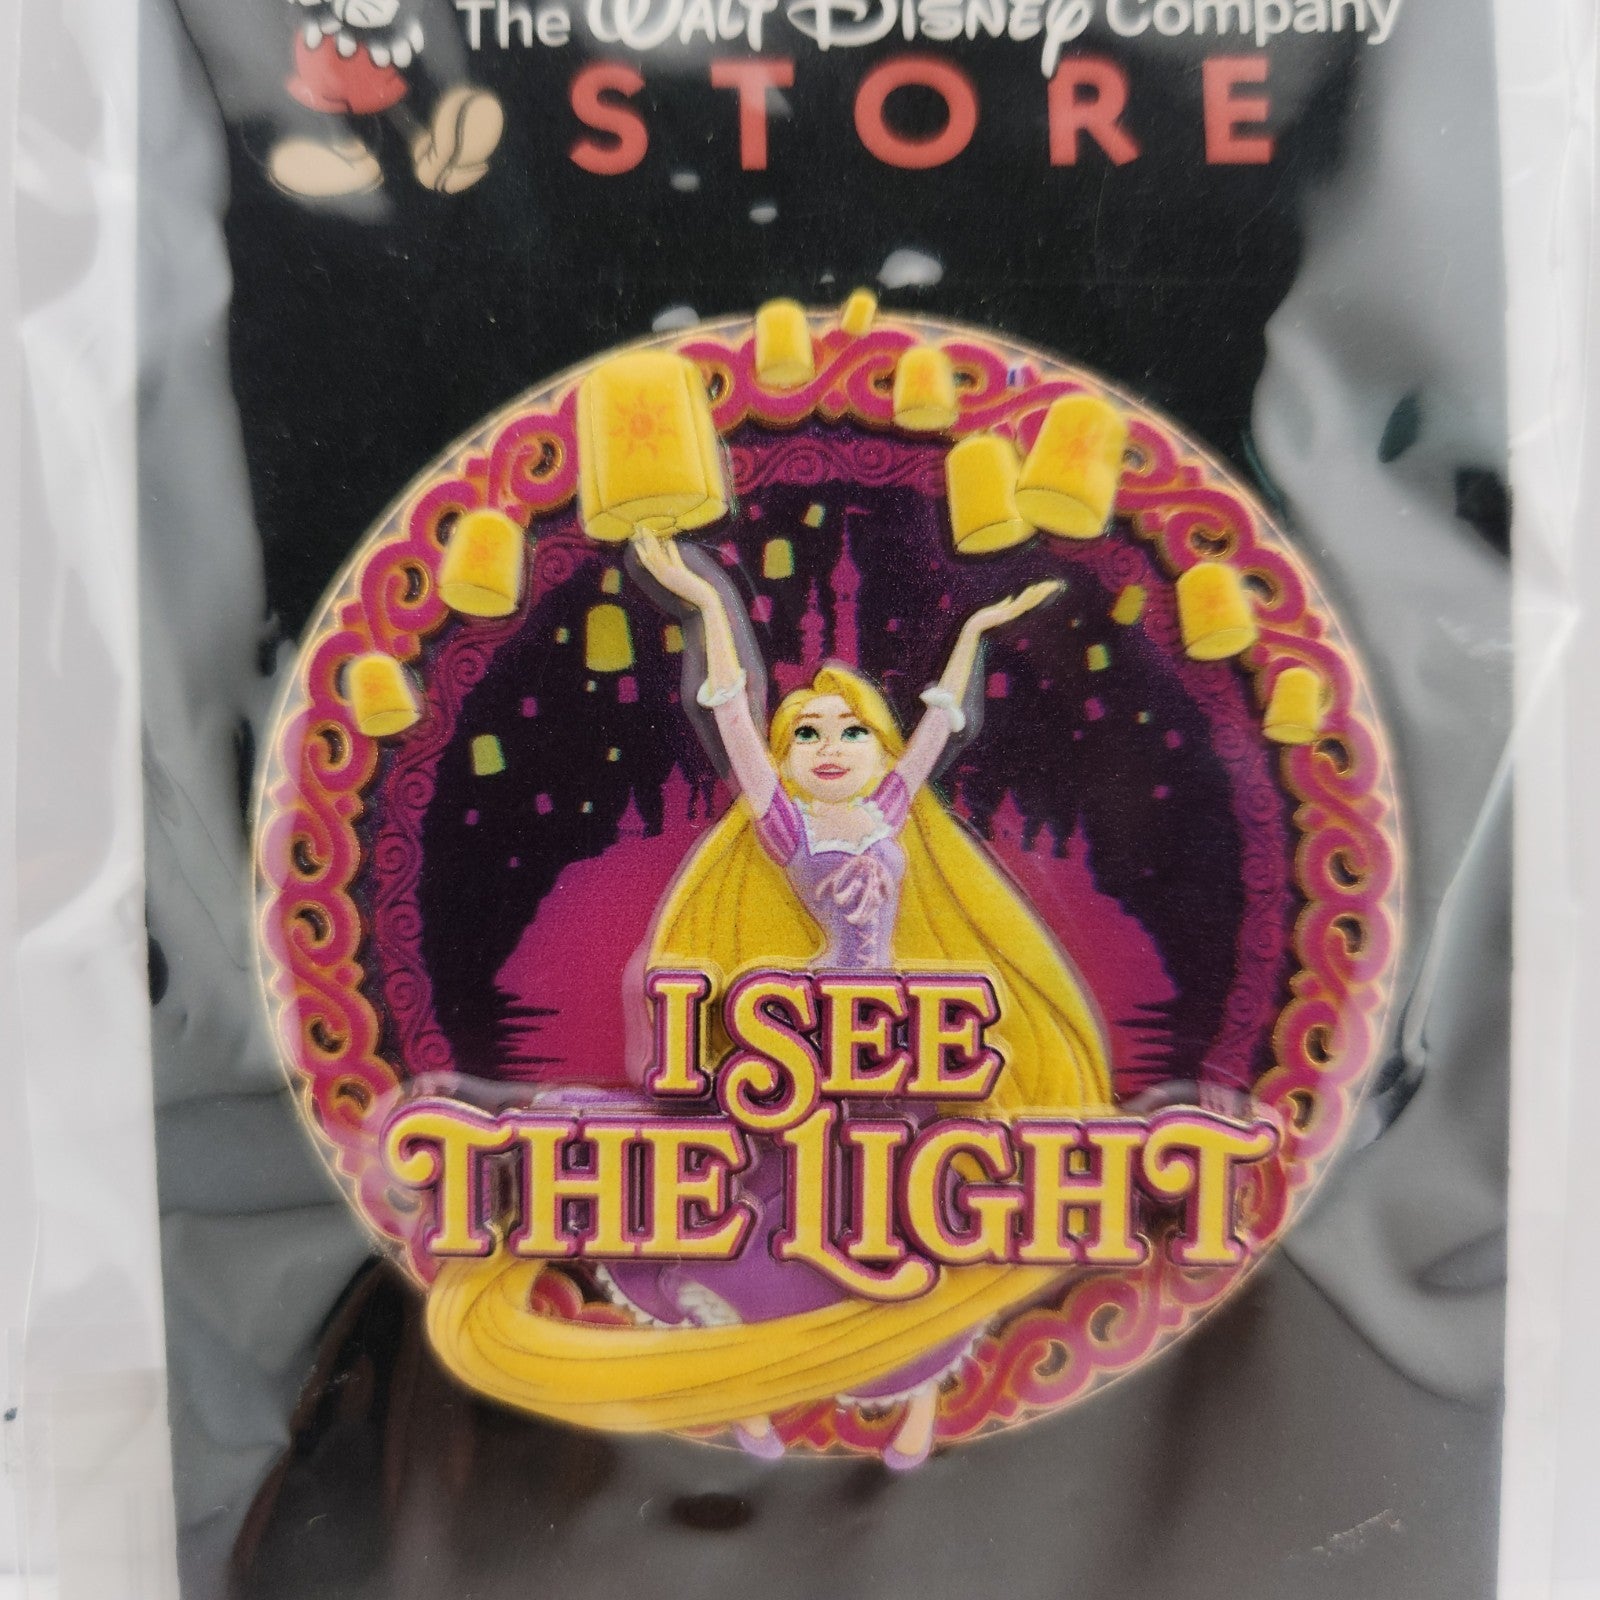 The WALT DISNEY Company
STORE
I SEE
THE LIGHT